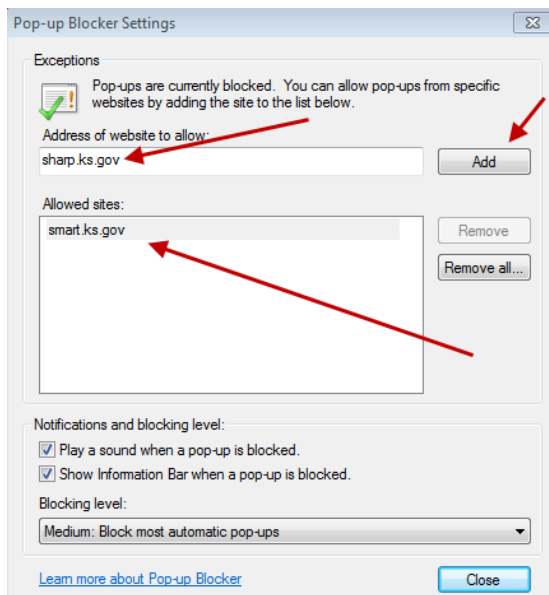 Pop-up Blocker Settings
Exceptions
Pop-ups are currently blocked. You can allow pop-ups from specific
websites by adding the site to the list below.
Address of website to allow:
sharp.ks.gov
Add
Allowed sites:
smart.ks.gov
Remove
Remove all...
Notifications and blocking level:
Play a sound when a pop-up is blocked.
Show Information Bar when a pop-up is blocked.
Blocking level:
Medium: Block most automatic pop-ups
Learn more about Pop-up Blocker
Close